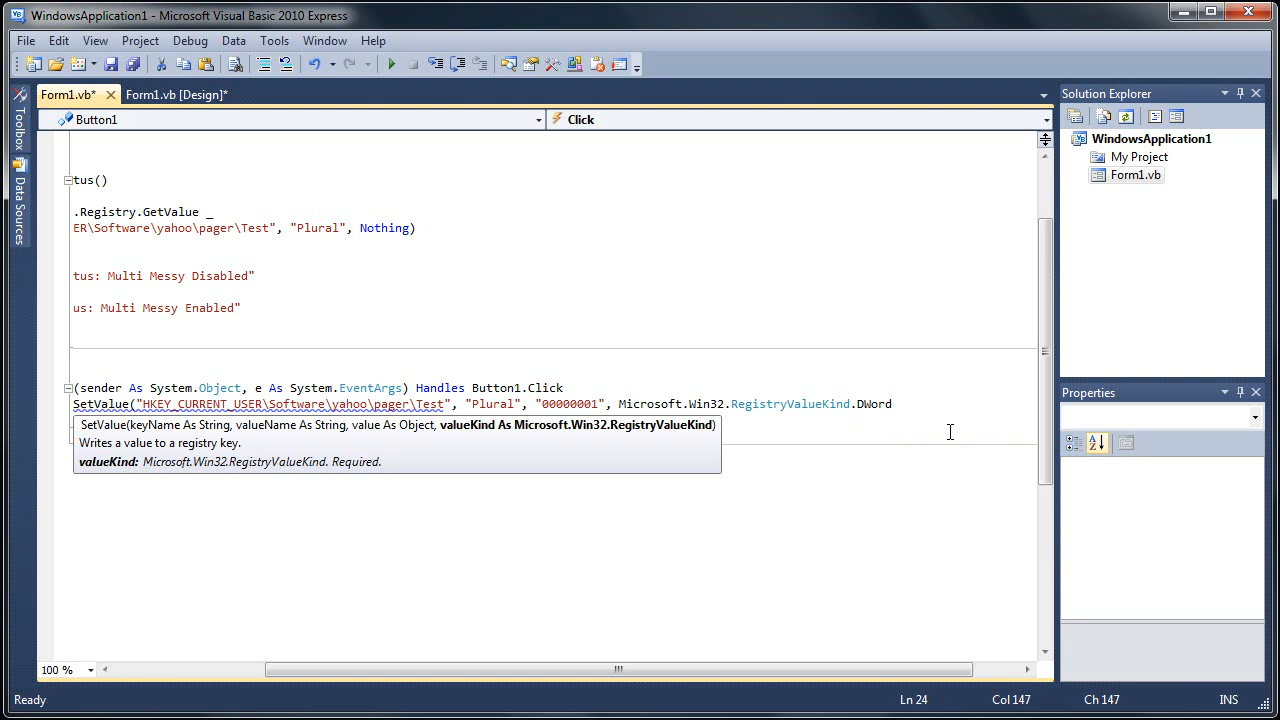 WindowsApplication1 - Microsoft Visual Basic 2010 Express
File Edit View Project Debug Data Tools Window Help
Form1.vb* Form1.vb [Design]*
Button1 Click
Toolbox
Data Sources
tus()
.Registry.GetValue _
ER\Software\yahoo\pager\Test", "Plural", Nothing)
tus: Multi Messy Disabled"
us: Multi Messy Enabled"
(sender As System.Object, e As System.EventArgs) Handles Button1.Click
SetValue("HKEY_CURRENT_USER\Software\yahoo\pager\Test", "Plural", "00000001", Microsoft.Win32.RegistryValueKind.DWord
SetValue(keyName As String, valueName As String, value As Object, valueKind As Microsoft.Win32.RegistryValueKind)
Writes a value to a registry key.
valueKind: Microsoft.Win32.RegistryValueKind. Required.
100 %
Solution Explorer
WindowsApplication1
My Project
Form1.vb
Properties
Ready Ln 24 Col 147 Ch 147 INS